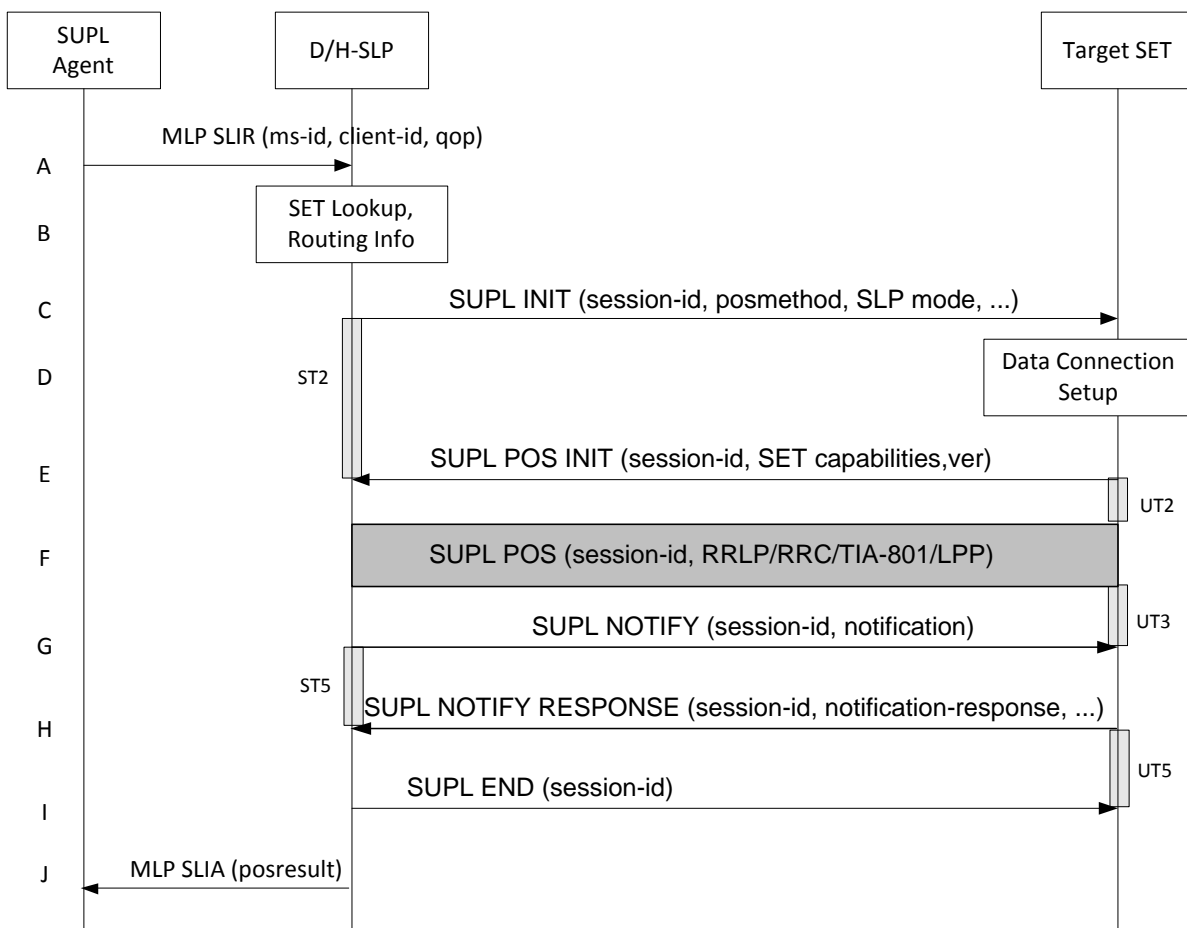 SUPL
Agent
D/H-SLP
Target SET
MLP SLIR (ms-id, client-id, qop)
A
SET Lookup,
Routing Info
B
SUPL INIT (session-id, posmethod, SLP mode, ...)
C
Data Connection
Setup
D
ST2
SUPL POS INIT (session-id, SET capabilities,ver)
E
UT2
SUPL POS (session-id, RRLP/RRC/TIA-801/LPP)
F
SUPL NOTIFY (session-id, notification)
UT3
G
ST5
SUPL NOTIFY RESPONSE (session-id, notification-response, ...)
H
UT5
SUPL END (session-id)
I
MLP SLIA (posresult)
J